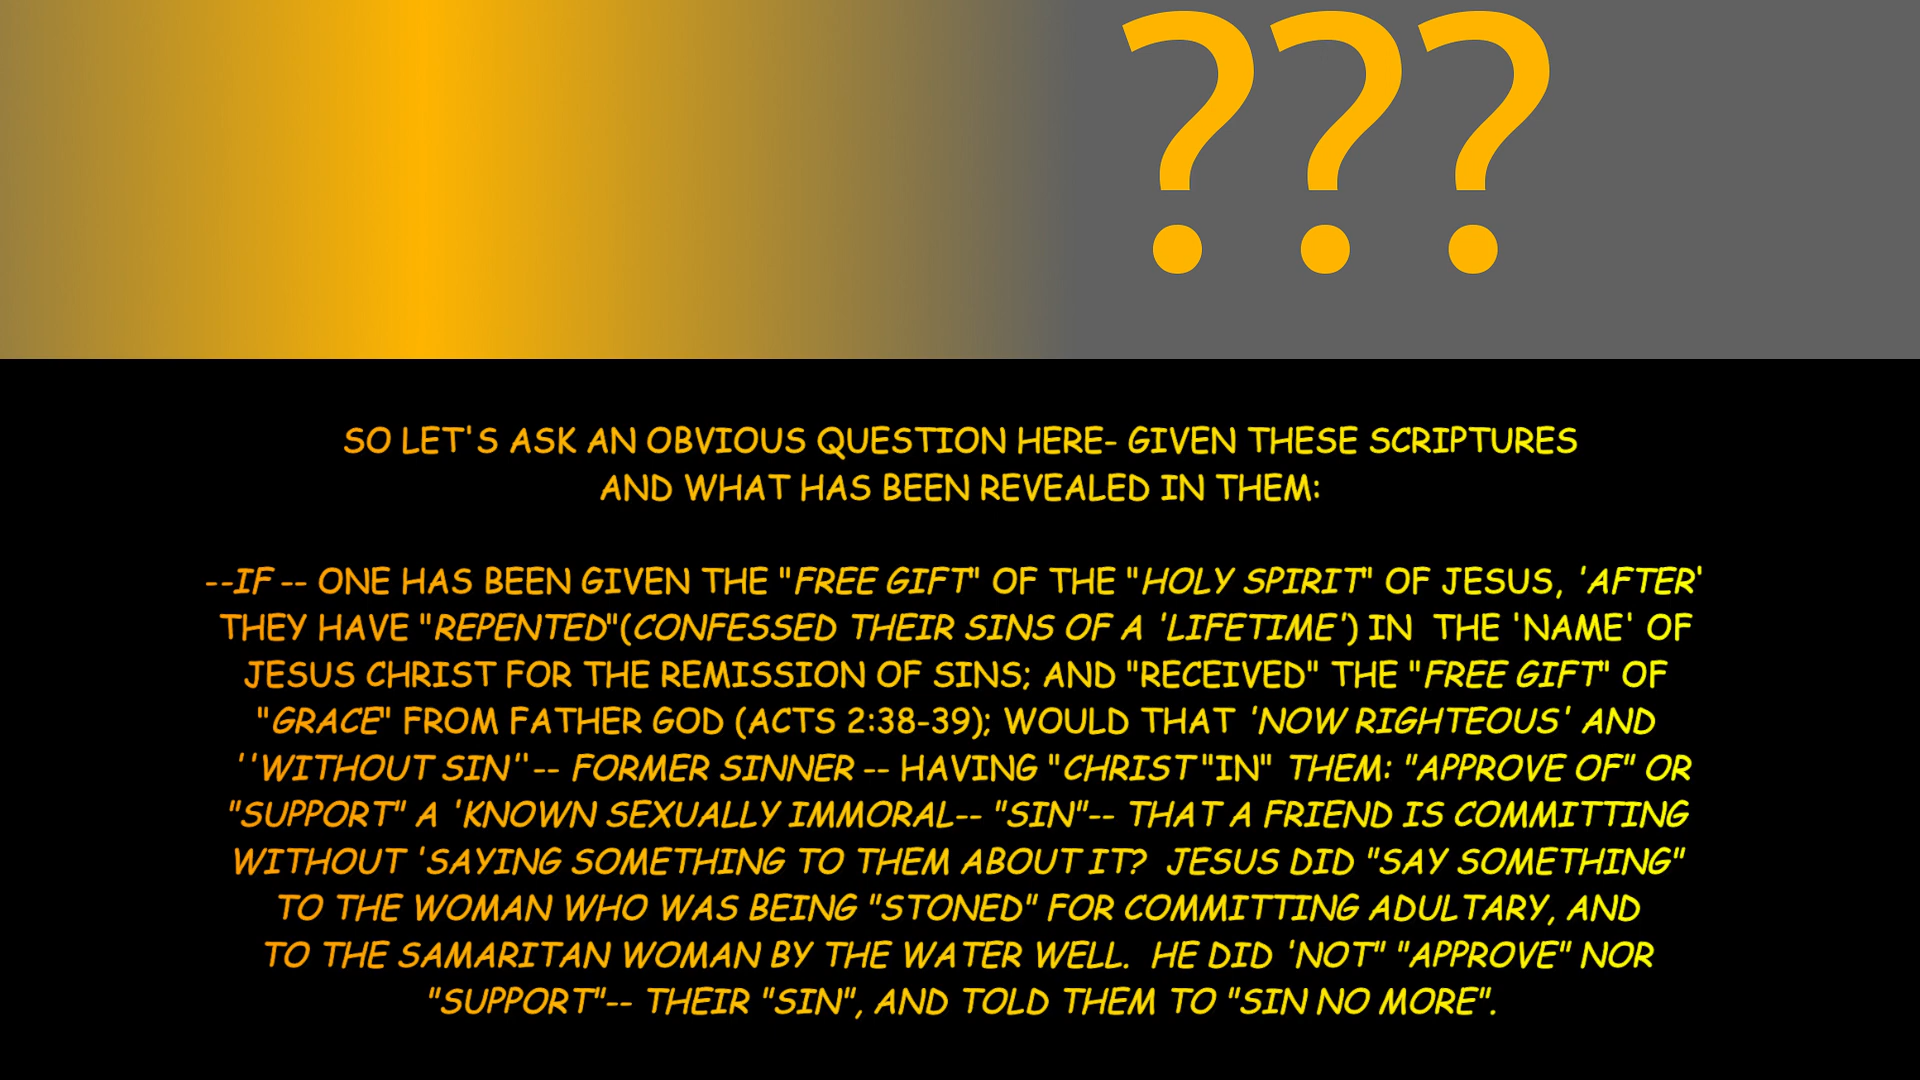 ???
SO LET'S ASK AN OBVIOUS QUESTION HERE- GIVEN THESE SCRIPTURES
AND WHAT HAS BEEN REVEALED IN THEM:
--IF -- ONE HAS BEEN GIVEN THE "FREE GIFT" OF THE "HOLY SPIRIT" OF JESUS, 'AFTER'
THEY HAVE "REPENTED"(CONFESSED THEIR SINS OF A 'LIFETIME') IN  THE 'NAME' OF
JESUS CHRIST FOR THE REMISSION OF SINS; AND "RECEIVED" THE "FREE GIFT" OF
"GRACE" FROM FATHER GOD (ACTS 2:38-39); WOULD THAT 'NOW RIGHTEOUS' AND
''WITHOUT SIN"-- FORMER SINNER -- HAVING "CHRIST "IN" THEM: "APPROVE OF" OR
"SUPPORT" A 'KNOWN SEXUALLY IMMORAL-- "SIN"-- THAT A FRIEND IS COMMITTING
WITHOUT 'SAYING SOMETHING TO THEM ABOUT IT?  JESUS DID "SAY SOMETHING"
TO THE WOMAN WHO WAS BEING "STONED" FOR COMMITTING ADULTARY, AND
TO THE SAMARITAN WOMAN BY THE WATER WELL.  HE DID 'NOT" "APPROVE" NOR
"SUPPORT"-- THEIR "SIN", AND TOLD THEM TO "SIN NO MORE".